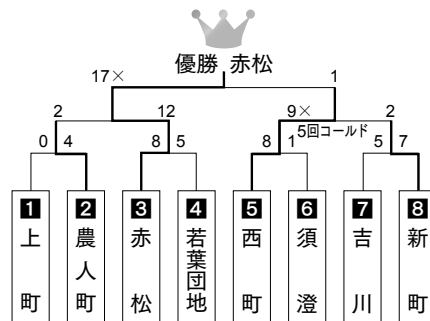 優勝 赤松
17× 1
2 12 9× 2
5回コールド
0 4 8 5 8 1 5 7
1 上町
2 農人町
3 赤松
4 若葉団地
5 西町
6 須澄
7 吉川
8 新町